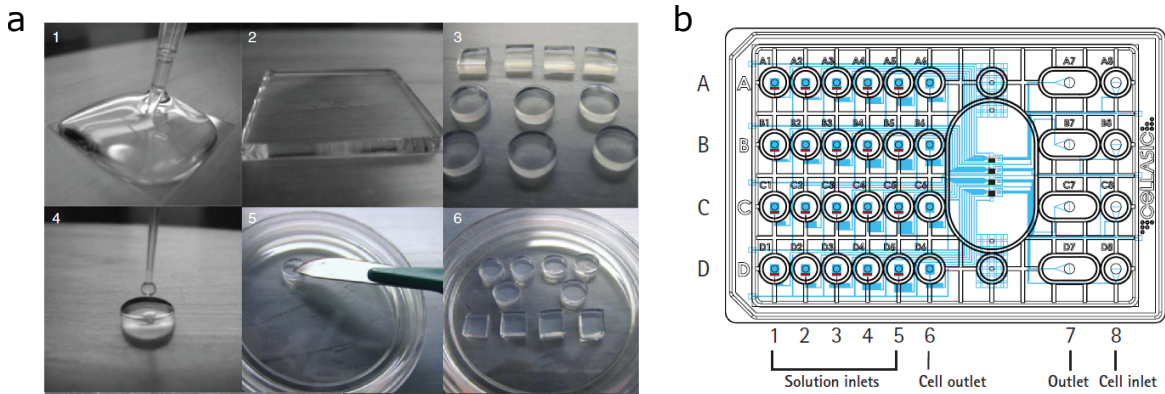 a
1
2
3
4
5
6
b
A1 A2 A3 A4 A5 A6 A7 A8
A A
B1 B2 B3 B4 B5 B6 B7 B8
B B
C1 C2 C3 C4 C5 C6 C7 C8
C C
D1 D2 D3 D4 D5 D6 D7 D8
D D
CELLASIC
1 2 3 4 5 6 7 8
Solution inlets Cell outlet Outlet Cell inlet